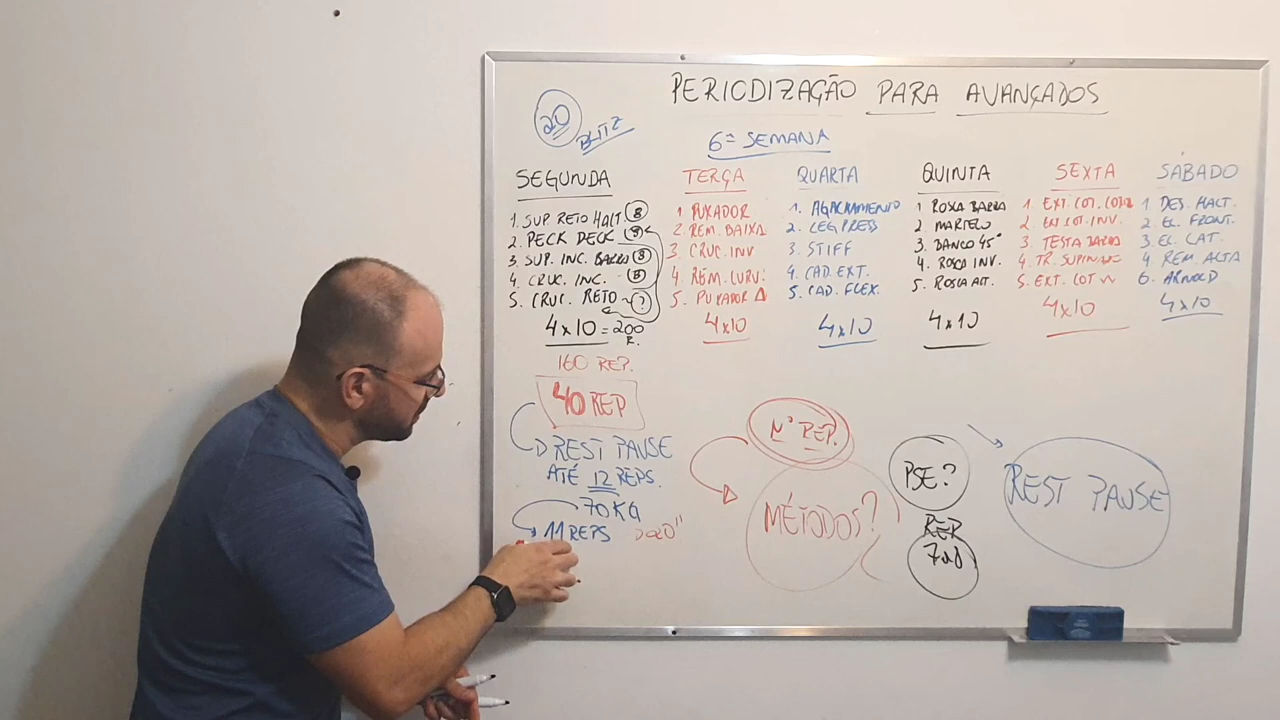 PERIODIZAÇÃO PARA AVANÇADOS
20
BLITZ
6ª SEMANA
SEGUNDA
1. SUP RETO HALT. 8
2. PECK DECK 9
3. SUP. INC. BARRA 8
4. CRUC. INC. 8
5. CRUC. RETO 7
4x10 = 200
R.
160 REP.
40 REP
REST PAUSE
ATÉ 12 REPS.
70KG
11 REPS
TERÇA
1 PUXADOR
2. REM. BAIXA
3 CRUC. INV
4. REM. CURV.
5. PUXADOR Δ
4x10
QUARTA
1. AGACHAMENTO
2. LEG PRESS
3. STIFF
4. CAD. EXT.
5. CAD. FLEX.
4x10
QUINTA
1 ROSCA BARRA
2. MARTELO
3. BANCO 45°
4. ROSCA INV.
5. ROSCA ALT.
4x10
SEXTA
1. EXT. COT. CORDA
2. EXT COT. INV.
3. TESTA BARRA
4. TR. SUPINADO
5. EXT. COT W
4x10
SÁBADO
1 DES. HALT.
2. EL. FRONT.
3. EL. LAT.
4. REM. ALTA
6. ARNOLD
4x10
Nº REP.
MÉTODOS?
PSE?
REP
7a8
REST PAUSE